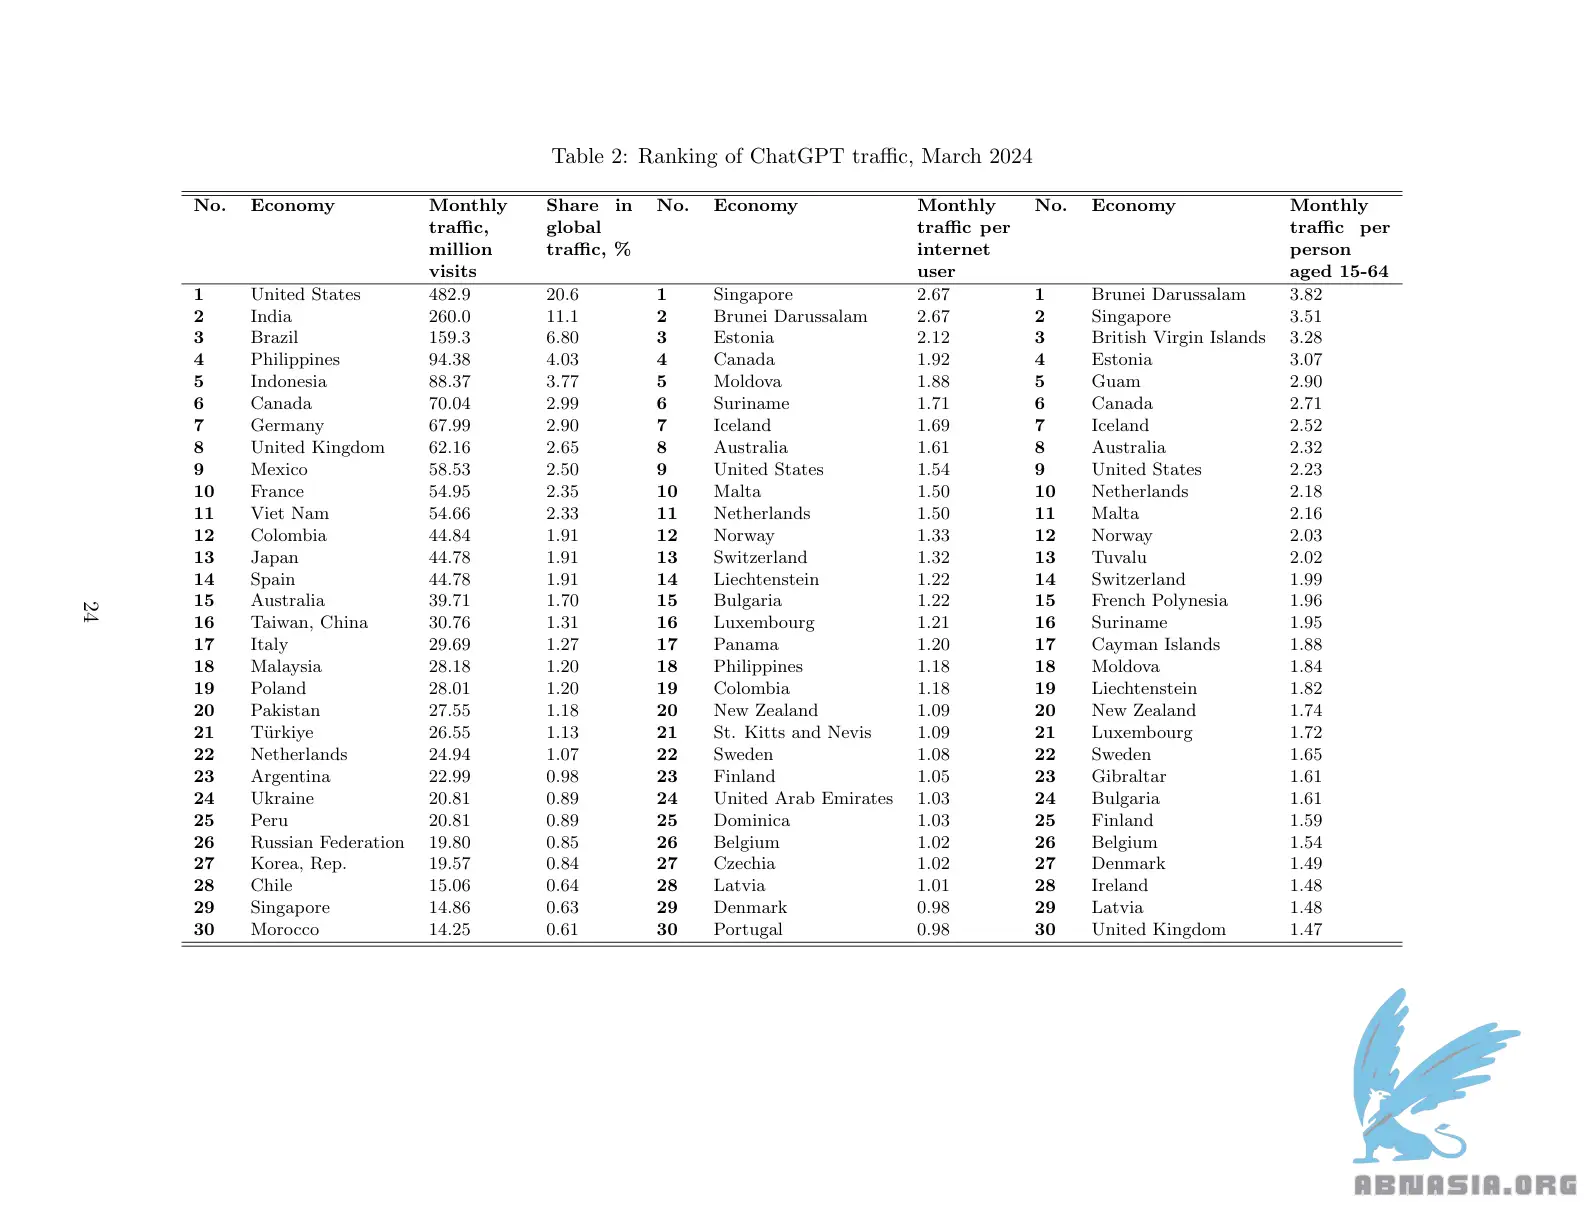 Table 2: Ranking of ChatGPT traffic, March 2024
No. Economy Monthly traffic, million visits Share in global traffic, % No. Economy Monthly traffic per internet user No. Economy Monthly traffic per person aged 15-64
1 United States 482.9 20.6 1 Singapore 2.67 1 Brunei Darussalam 3.82
2 India 260.0 11.1 2 Brunei Darussalam 2.67 2 Singapore 3.51
3 Brazil 159.3 6.80 3 Estonia 2.12 3 British Virgin Islands 3.28
4 Philippines 94.38 4.03 4 Canada 1.92 4 Estonia 3.07
5 Indonesia 88.37 3.77 5 Moldova 1.88 5 Guam 2.90
6 Canada 70.04 2.99 6 Suriname 1.71 6 Canada 2.71
7 Germany 67.99 2.90 7 Iceland 1.69 7 Iceland 2.52
8 United Kingdom 62.16 2.65 8 Australia 1.61 8 Australia 2.32
9 Mexico 58.53 2.50 9 United States 1.54 9 United States 2.23
10 France 54.95 2.35 10 Malta 1.50 10 Netherlands 2.18
11 Viet Nam 54.66 2.33 11 Netherlands 1.50 11 Malta 2.16
12 Colombia 44.84 1.91 12 Norway 1.33 12 Norway 2.03
13 Japan 44.78 1.91 13 Switzerland 1.32 13 Tuvalu 2.02
14 Spain 44.78 1.91 14 Liechtenstein 1.22 14 Switzerland 1.99
15 Australia 39.71 1.70 15 Bulgaria 1.22 15 French Polynesia 1.96
16 Taiwan, China 30.76 1.31 16 Luxembourg 1.21 16 Suriname 1.95
17 Italy 29.69 1.27 17 Panama 1.20 17 Cayman Islands 1.88
18 Malaysia 28.18 1.20 18 Philippines 1.18 18 Moldova 1.84
19 Poland 28.01 1.20 19 Colombia 1.18 19 Liechtenstein 1.82
20 Pakistan 27.55 1.18 20 New Zealand 1.09 20 New Zealand 1.74
21 Türkiye 26.55 1.13 21 St. Kitts and Nevis 1.09 21 Luxembourg 1.72
22 Netherlands 24.94 1.07 22 Sweden 1.08 22 Sweden 1.65
23 Argentina 22.99 0.98 23 Finland 1.05 23 Gibraltar 1.61
24 Ukraine 20.81 0.89 24 United Arab Emirates 1.03 24 Bulgaria 1.61
25 Peru 20.81 0.89 25 Dominica 1.03 25 Finland 1.59
26 Russian Federation 19.80 0.85 26 Belgium 1.02 26 Belgium 1.54
27 Korea, Rep. 19.57 0.84 27 Czechia 1.02 27 Denmark 1.49
28 Chile 15.06 0.64 28 Latvia 1.01 28 Ireland 1.48
29 Singapore 14.86 0.63 29 Denmark 0.98 29 Latvia 1.48
30 Morocco 14.25 0.61 30 Portugal 0.98 30 United Kingdom 1.47
24
ABNASIA.ORG